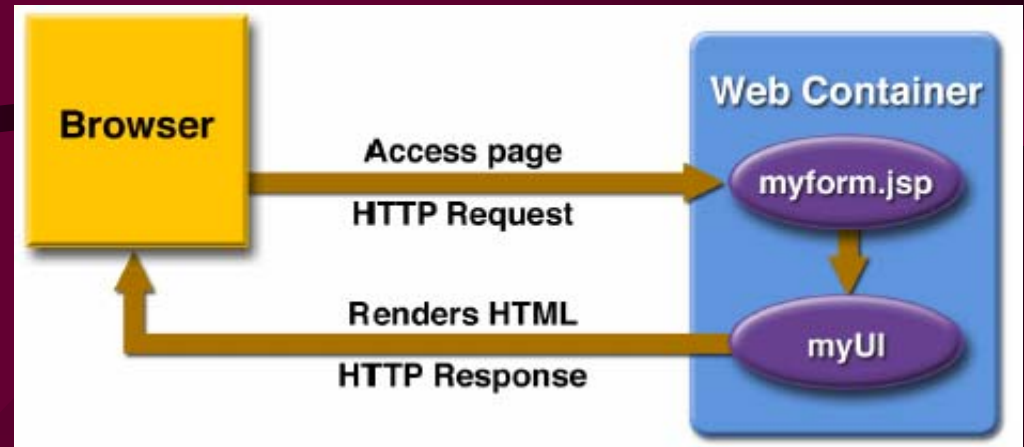 Browser
Web Container
Access page
HTTP Request
myform.jsp
Renders HTML
HTTP Response
myUI